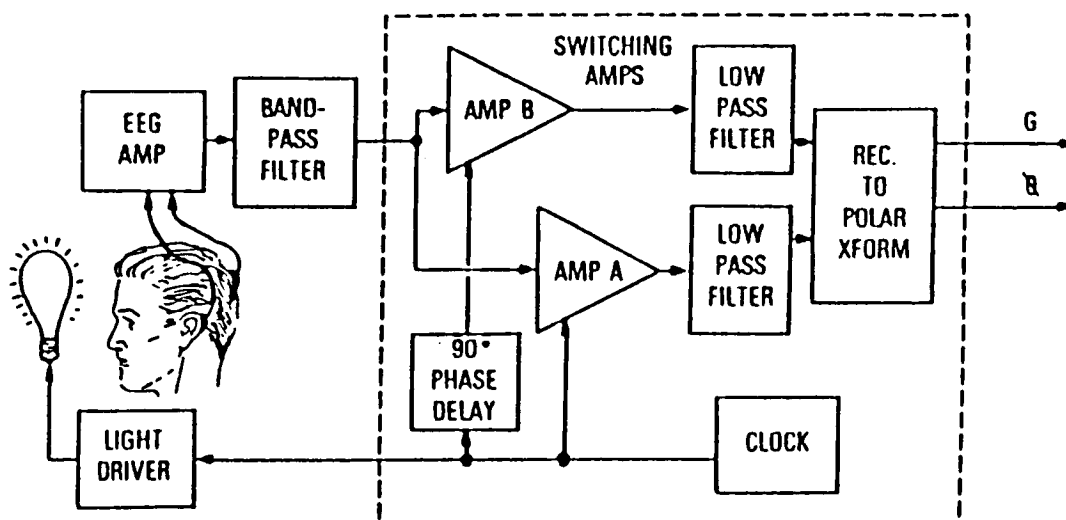 SWITCHING
AMPS
EEG
AMP
BAND-
PASS
FILTER
AMP B
LOW
PASS
FILTER
REC.
TO
POLAR
XFORM
G
AMP A
LOW
PASS
FILTER
90°
PHASE
DELAY
LIGHT
DRIVER
CLOCK